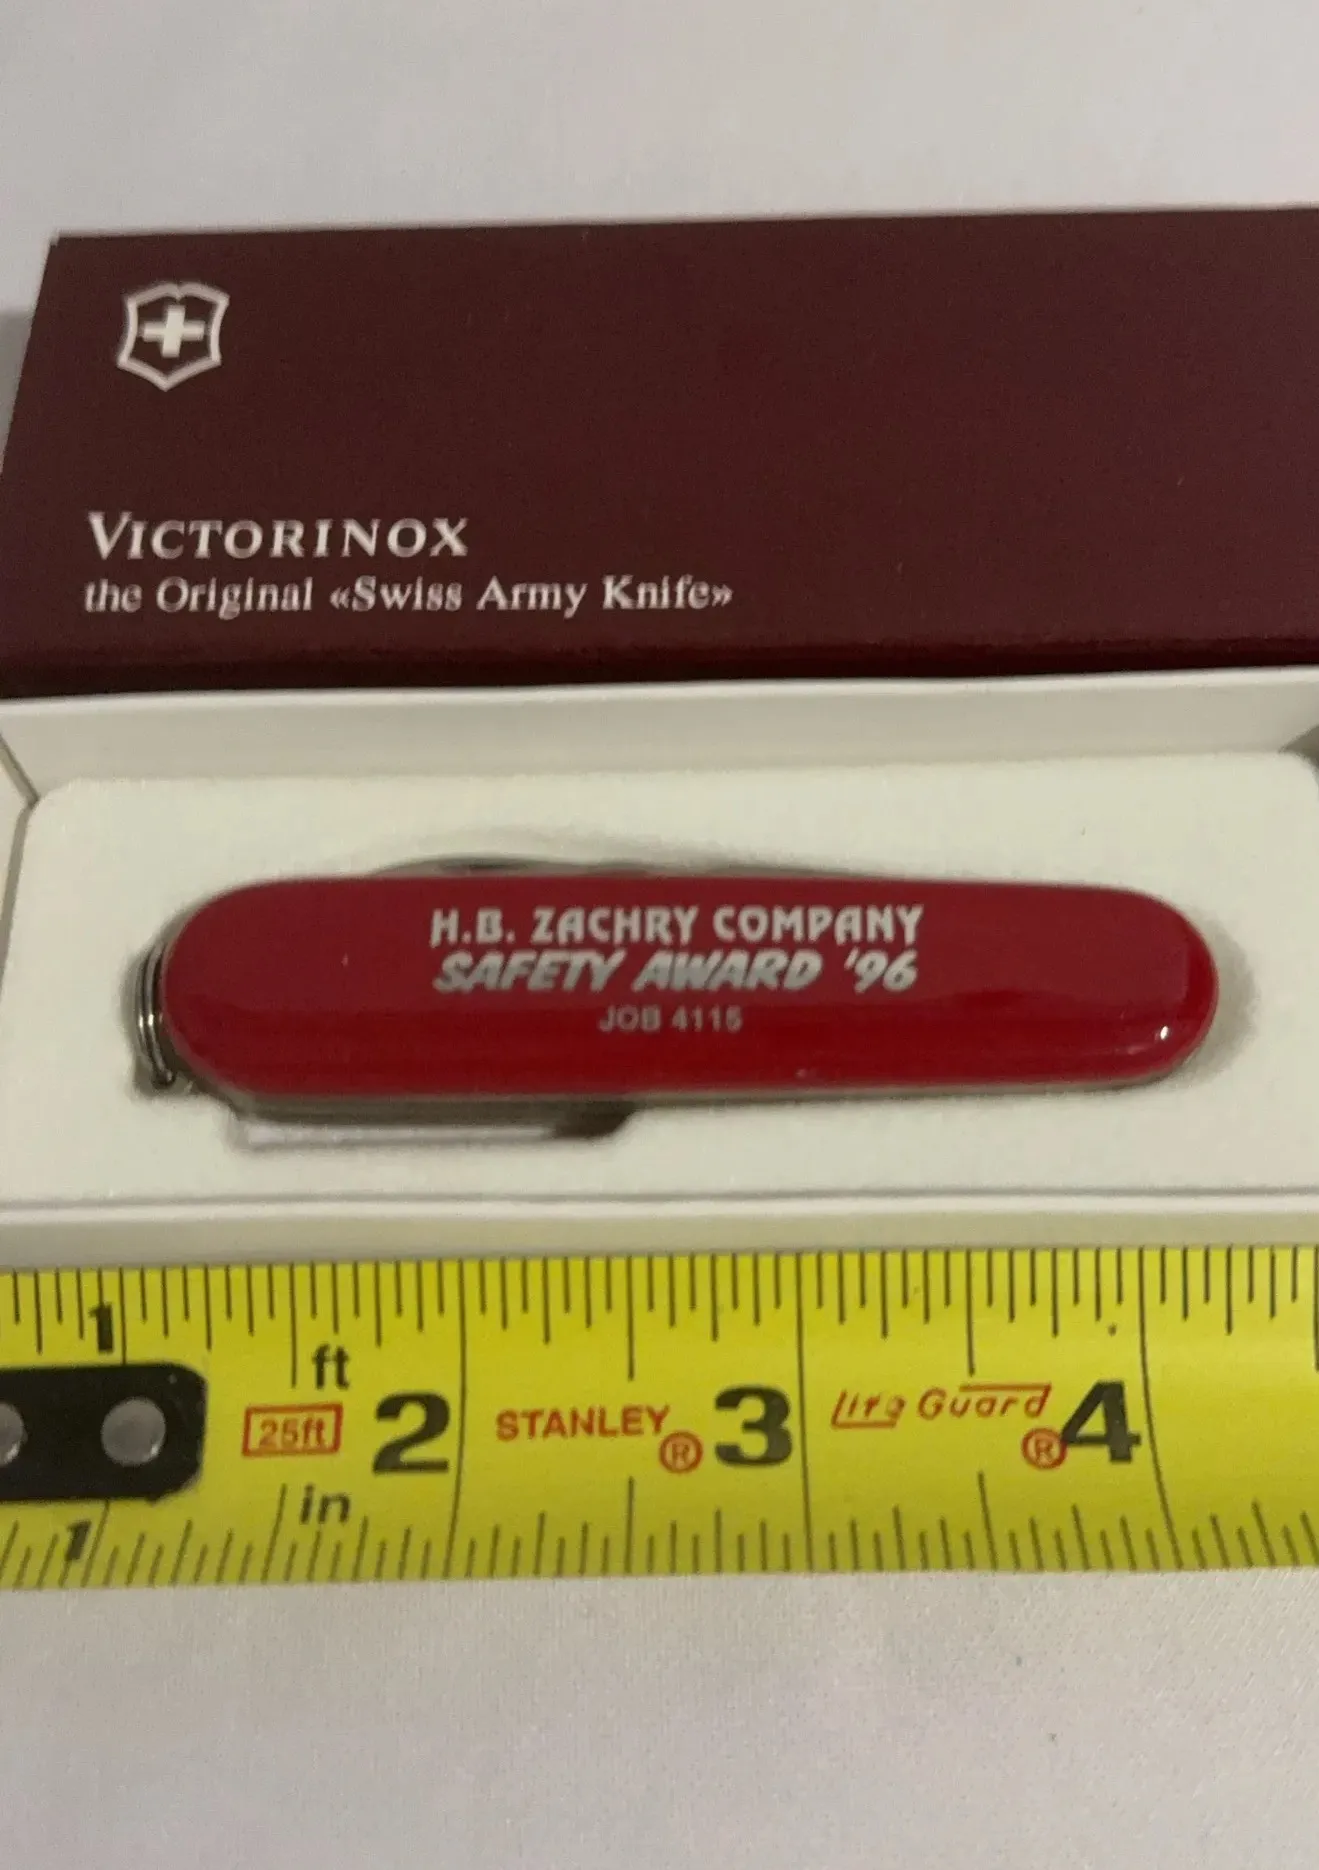 VICTORINOX
the Original «Swiss Army Knife»
H.B. ZACHRY COMPANY
SAFETY AWARD '96
JOB 4115
1
ft
25ft 2 STANLEY® 3 Life Guard® 4
in
1